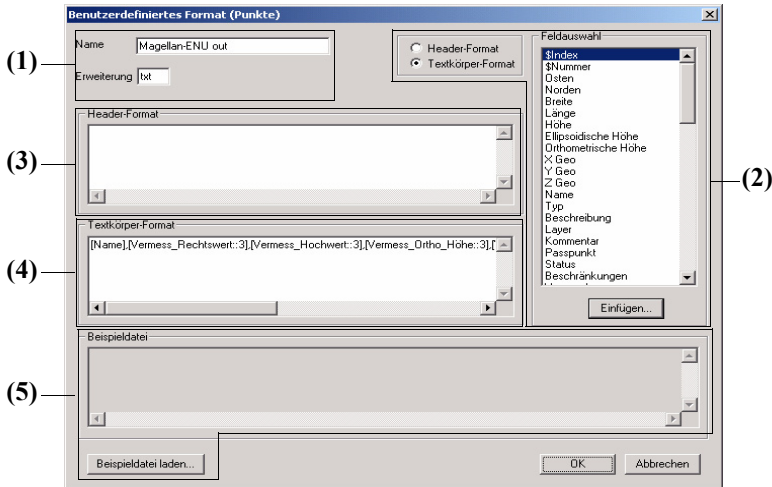 Benutzerdefiniertes Format (Punkte)
(1)
Name
Magellan-ENU out
Erweiterung
txt
Header-Format
Textkörper-Format
Feldauswahl
$Index
$Nummer
Osten
Norden
Breite
Länge
Höhe
Ellipsoidische Höhe
Orthometrische Höhe
X Geo
Y Geo
Z Geo
Name
Typ
Beschreibung
Layer
Kommentar
Passpunkt
Status
Beschränkungen
Einfügen...
(2)
(3)
Header-Format
(4)
Textkörper-Format
[Name],[Vermess_Rechtswert::3],[Vermess_Hochwert::3],[Vermess_Ortho_Höhe::3],[
(5)
Beispieldatei
Beispieldatei laden...
OK
Abbrechen